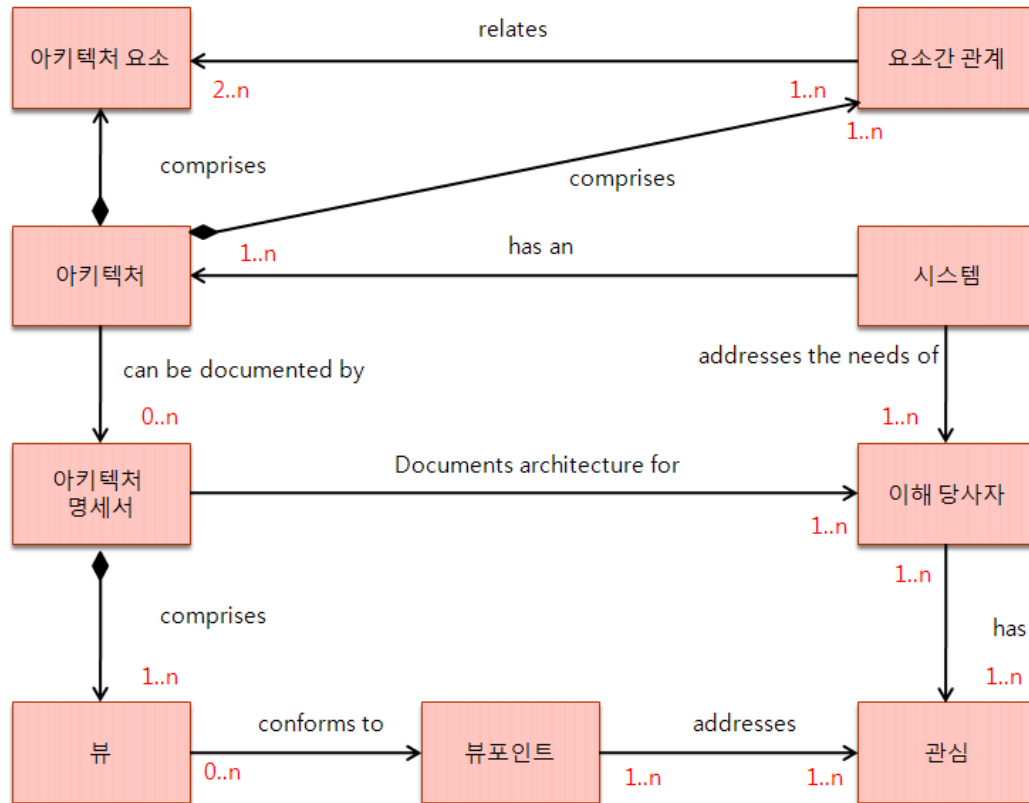 relates
아키텍처 요소
요소간 관계
2..n
1..n
1..n
comprises
comprises
1..n
has an
아키텍처
시스템
addresses the needs of
can be documented by
0..n
1..n
Documents architecture for
아키텍처
명세서
이해 당사자
1..n
1..n
comprises
has
1..n
1..n
conforms to
addresses
뷰
뷰포인트
관심
0..n
1..n
1..n